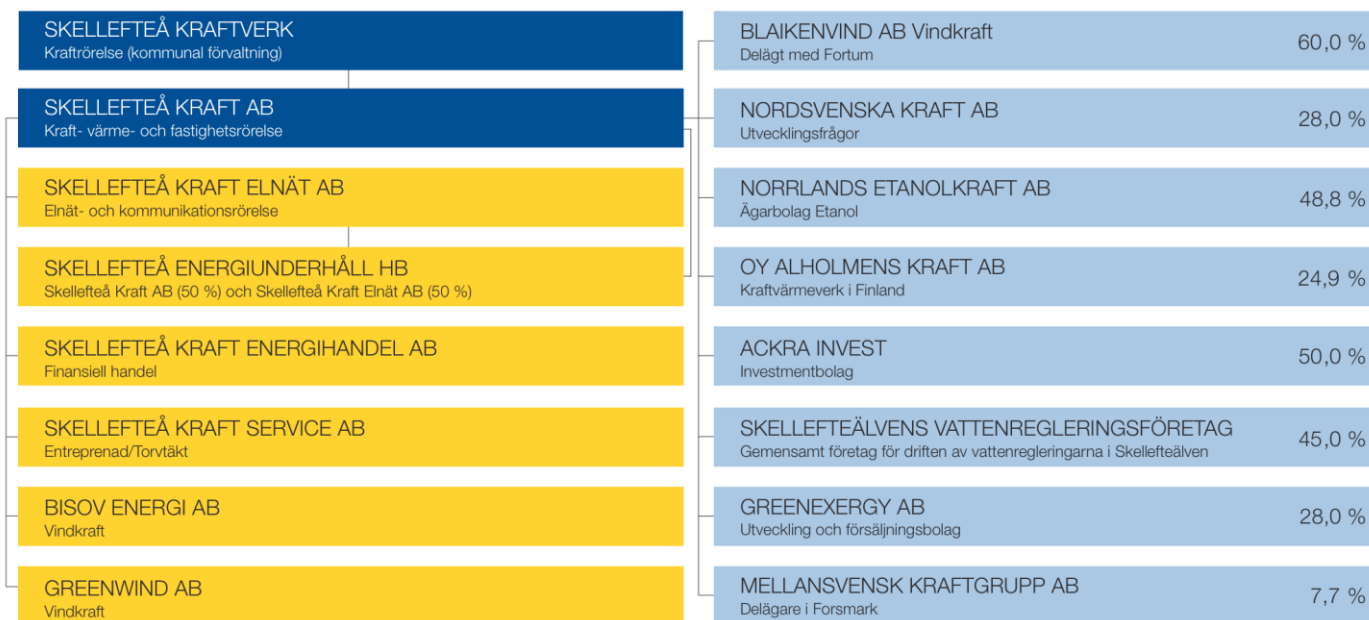 SKELLEFTEÅ KRAFTVERK
Kraftrörelse (kommunal förvaltning)
SKELLEFTEÅ KRAFT AB
Kraft- värme- och fastighetsrörelse
SKELLEFTEÅ KRAFT ELNÄT AB
Elnät- och kommunikationsrörelse
SKELLEFTEÅ ENERGIUNDERHÅLL HB
Skellefteå Kraft AB (50 %) och Skellefteå Kraft Elnät AB (50 %)
SKELLEFTEÅ KRAFT ENERGIHANDEL AB
Finansiell handel
SKELLEFTEÅ KRAFT SERVICE AB
Entreprenad/Torvtäkt
BISOV ENERGI AB
Vindkraft
GREENWIND AB
Vindkraft
BLAIKENVIND AB Vindkraft
Delägt med Fortum
60,0 %
NORDSVENSKA KRAFT AB
Utvecklingsfrågor
28,0 %
NORRLANDS ETANOLKRAFT AB
Ägarbolag Etanol
48,8 %
OY ALHOLMENS KRAFT AB
Kraftvärmeverk i Finland
24,9 %
ACKRA INVEST
Investmentbolag
50,0 %
SKELLEFTEÄLVENS VATTENREGLERINGSFÖRETAG
Gemensamt företag för driften av vattenregleringarna i Skellefteälven
45,0 %
GREENEXERGY AB
Utveckling och försäljningsbolag
28,0 %
MELLANSVENSK KRAFTGRUPP AB
Delägare i Forsmark
7,7 %